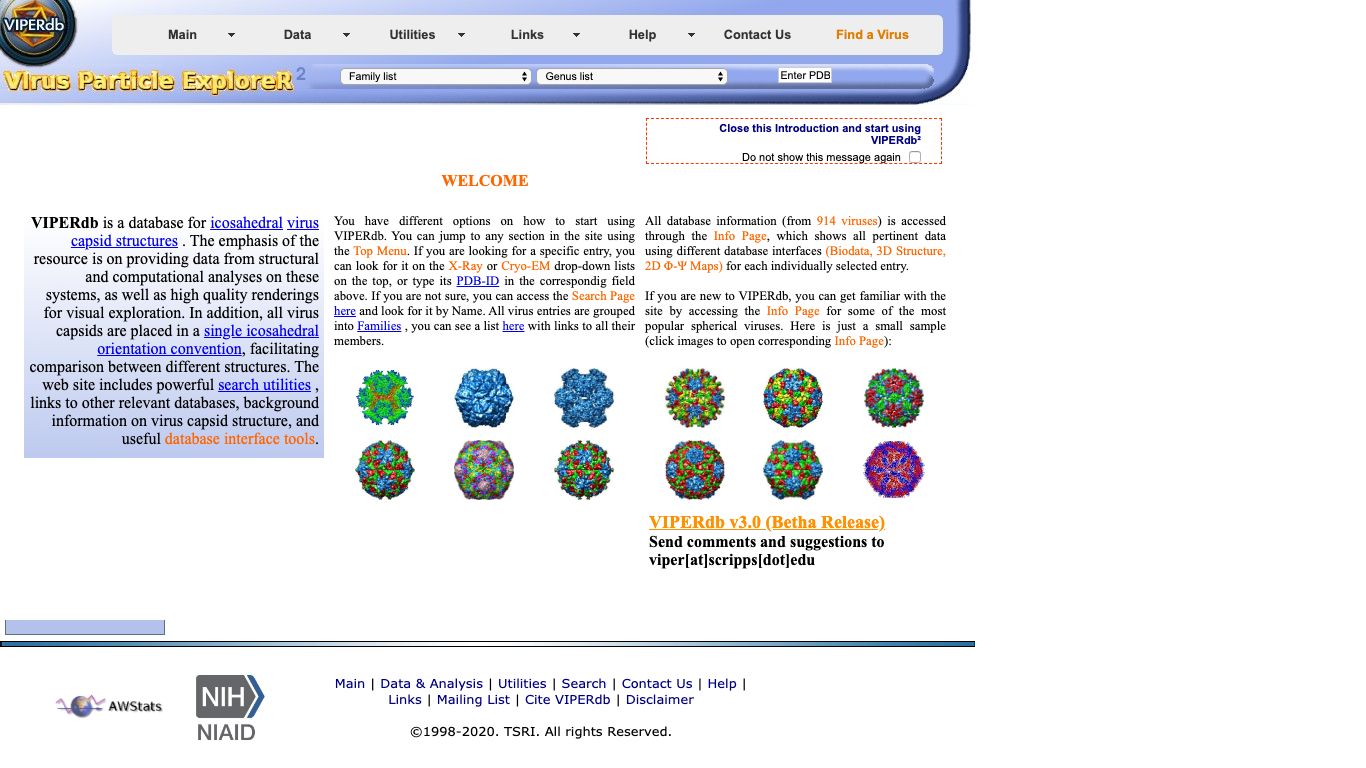 VIPERdb
Main
Data
Utilities
Links
Help
Contact Us
Find a Virus
Virus Particle ExploreR 2
Family list
Genus list
Enter PDB
Close this Introduction and start using
VIPERdb²
Do not show this message again
WELCOME
VIPERdb is a database for icosahedral virus
capsid structures . The emphasis of the
resource is on providing data from structural
and computational analyses on these
systems, as well as high quality renderings
for visual exploration. In addition, all virus
capsids are placed in a single icosahedral
orientation convention, facilitating
comparison between different structures. The
web site includes powerful search utilities ,
links to other relevant databases, background
information on virus capsid structure, and
useful database interface tools.
You have different options on how to start using
VIPERdb. You can jump to any section in the site using
the Top Menu. If you are looking for a specific entry, you
can look for it on the X-Ray or Cryo-EM drop-down lists
on the top, or type its PDB-ID in the correspondig field
above. If you are not sure, you can access the Search Page
here and look for it by Name. All virus entries are grouped
into Families , you can see a list here with links to all their
members.
All database information (from 914 viruses) is accessed
through the Info Page, which shows all pertinent data
using different database interfaces (Biodata, 3D Structure,
2D Φ-Ψ Maps) for each individually selected entry.
If you are new to VIPERdb, you can get familiar with the
site by accessing the Info Page for some of the most
popular spherical viruses. Here is just a small sample
(click images to open corresponding Info Page):
VIPERdb v3.0 (Betha Release)
Send comments and suggestions to
viper[at]scripps[dot]edu
AWStats
NIH
NIAID
Main | Data & Analysis | Utilities | Search | Contact Us | Help |
Links | Mailing List | Cite VIPERdb | Disclaimer
©1998-2020. TSRI. All rights Reserved.